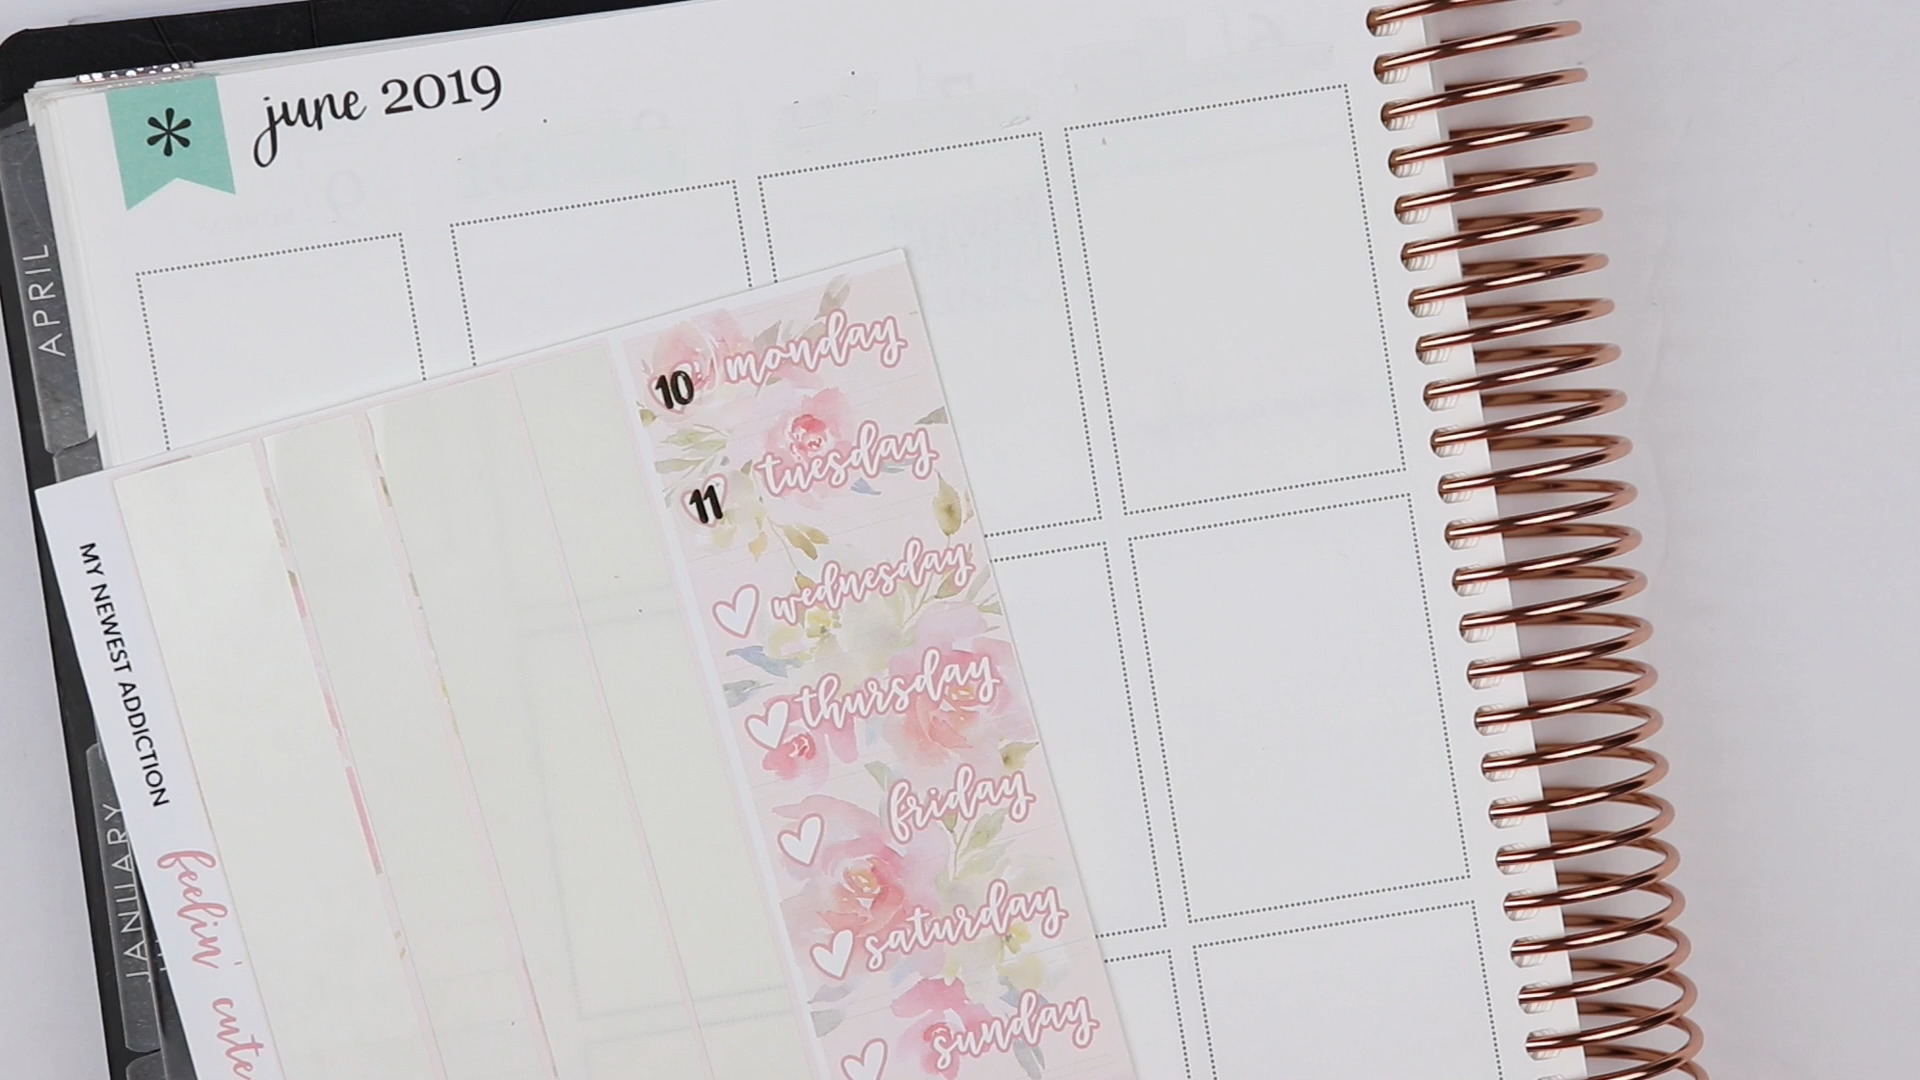 * june 2019
APRIL
10 monday
11 tuesday
wednesday
thursday
friday
saturday
sunday
MY NEWEST ADDICTION
feelin' cute
JANUARY